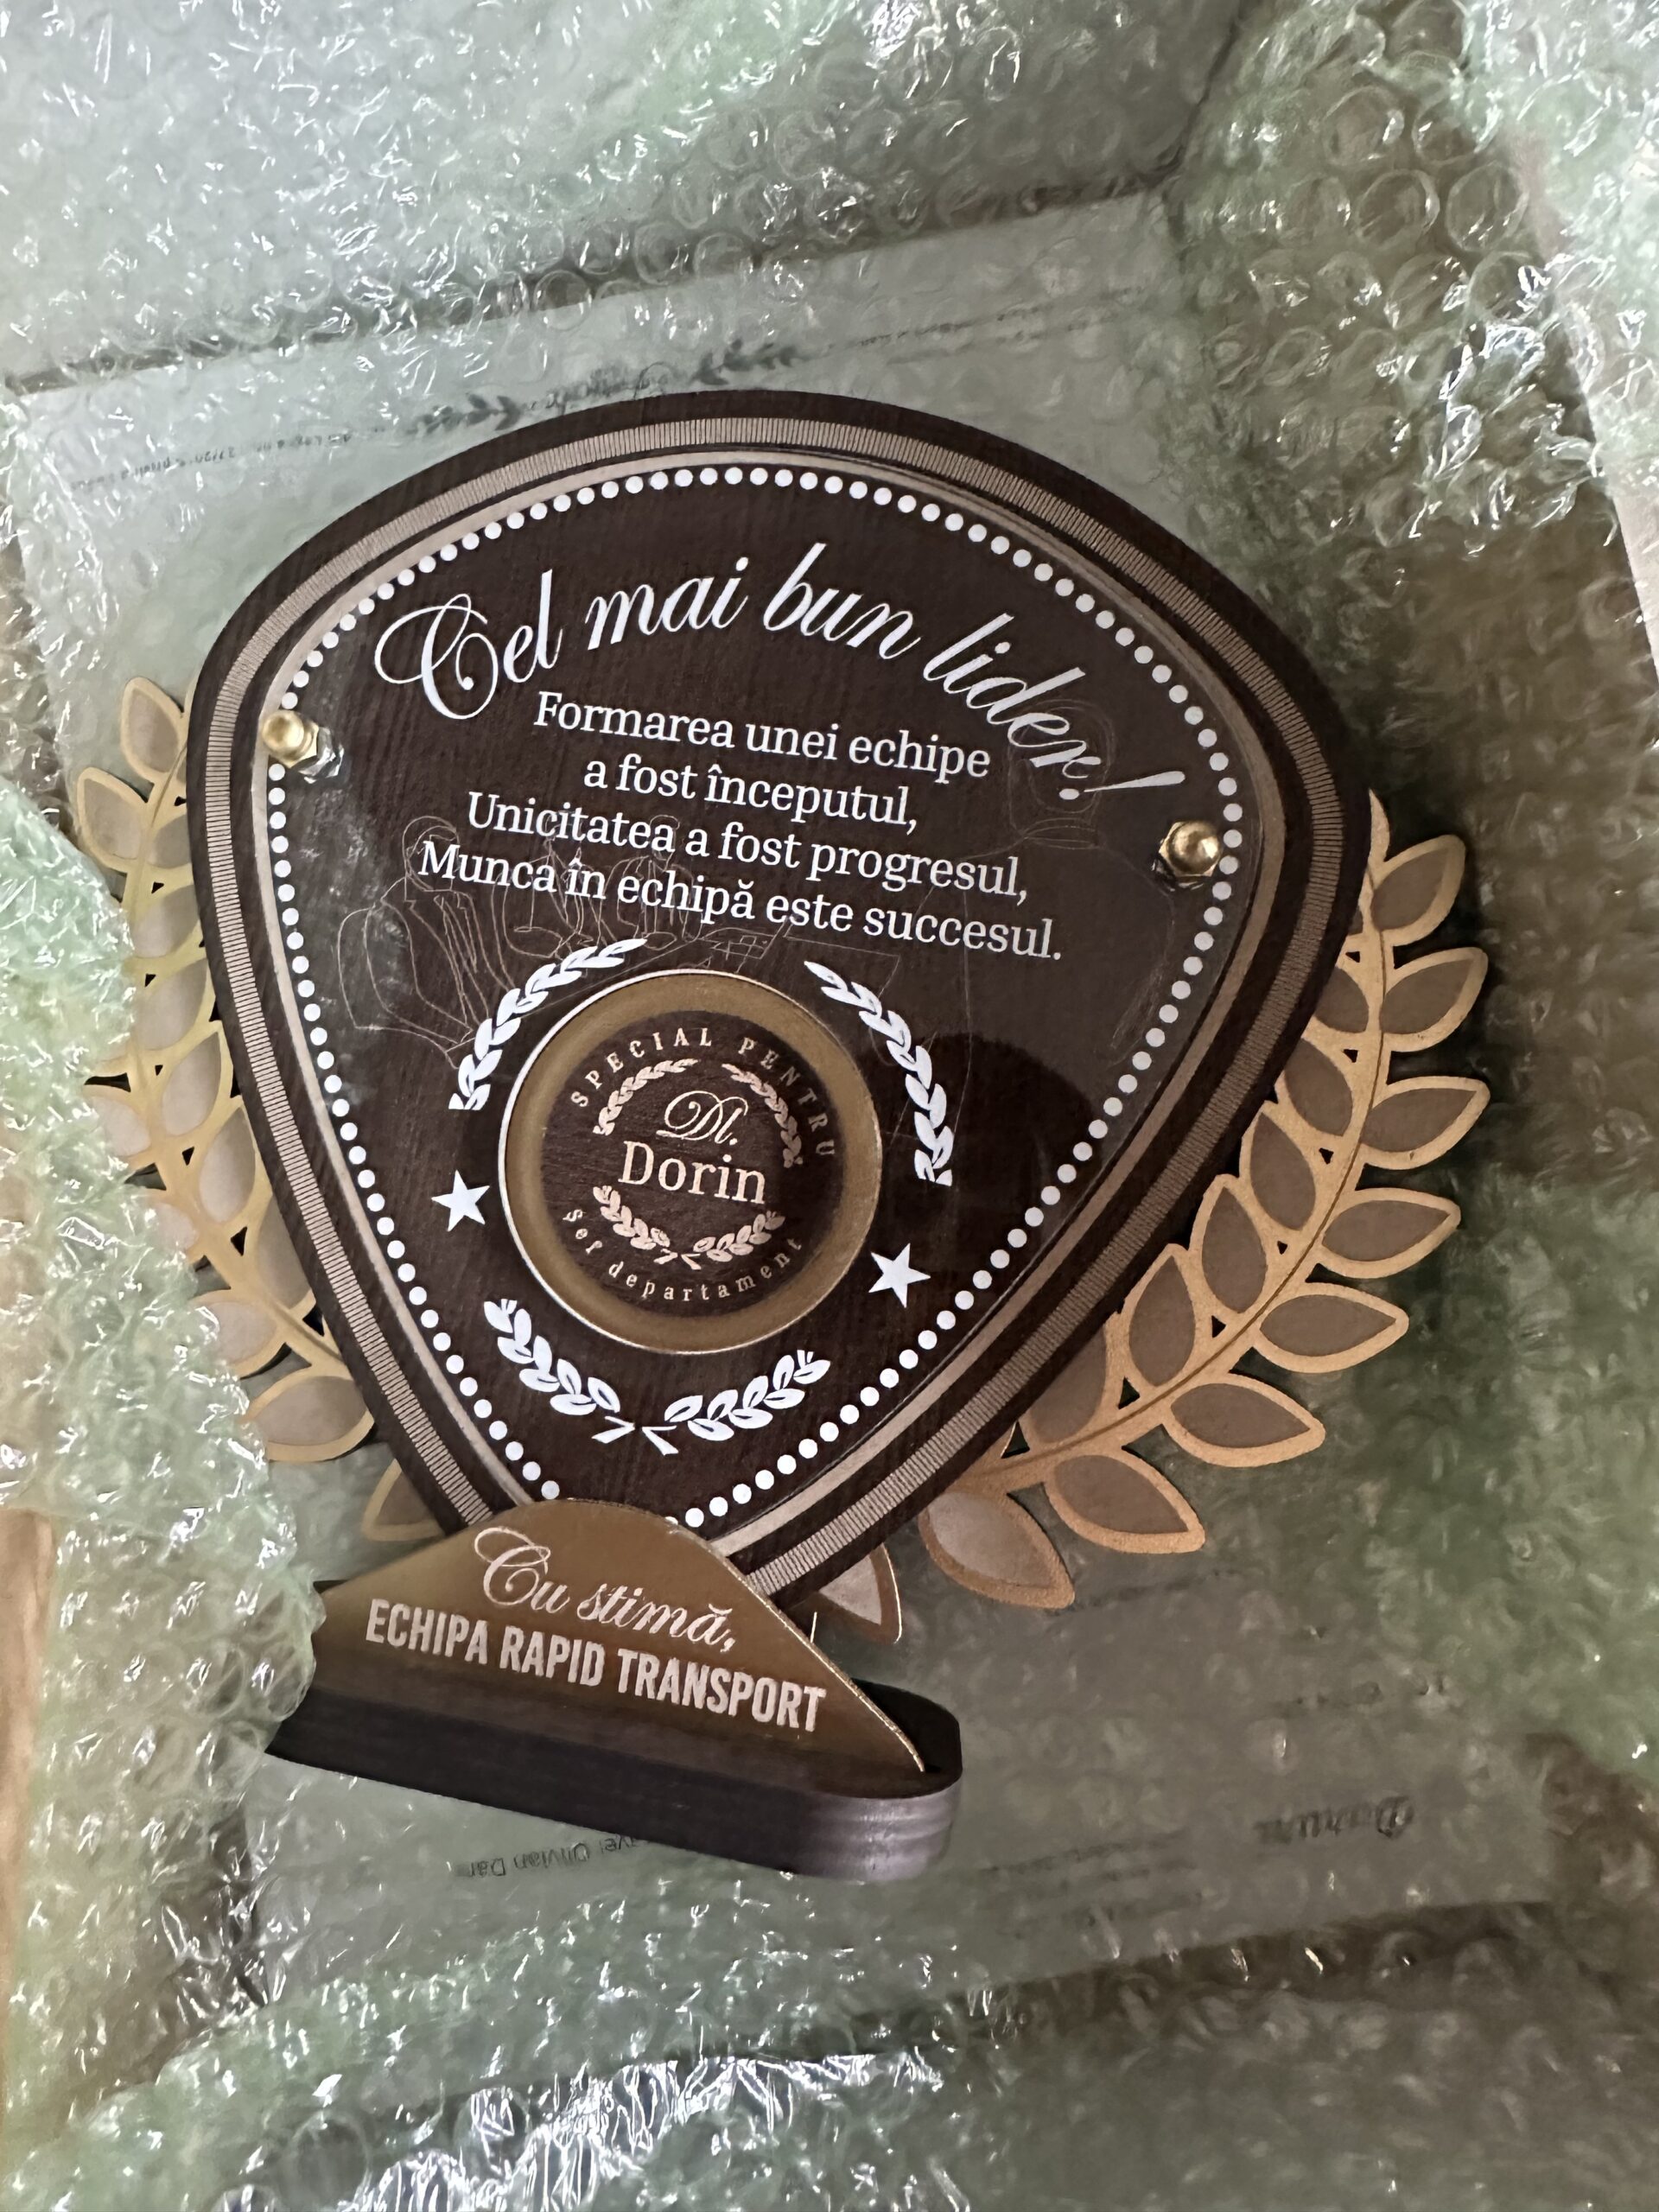 Cel mai bun lider!
Formarea unei echipe
a fost începutul,
Unicitatea a fost progresul,
Munca în echipă este succesul.
SPECIAL PENTRU
Dl.
Dorin
Șef departament
Cu stimă,
ECHIPA RAPID TRANSPORT